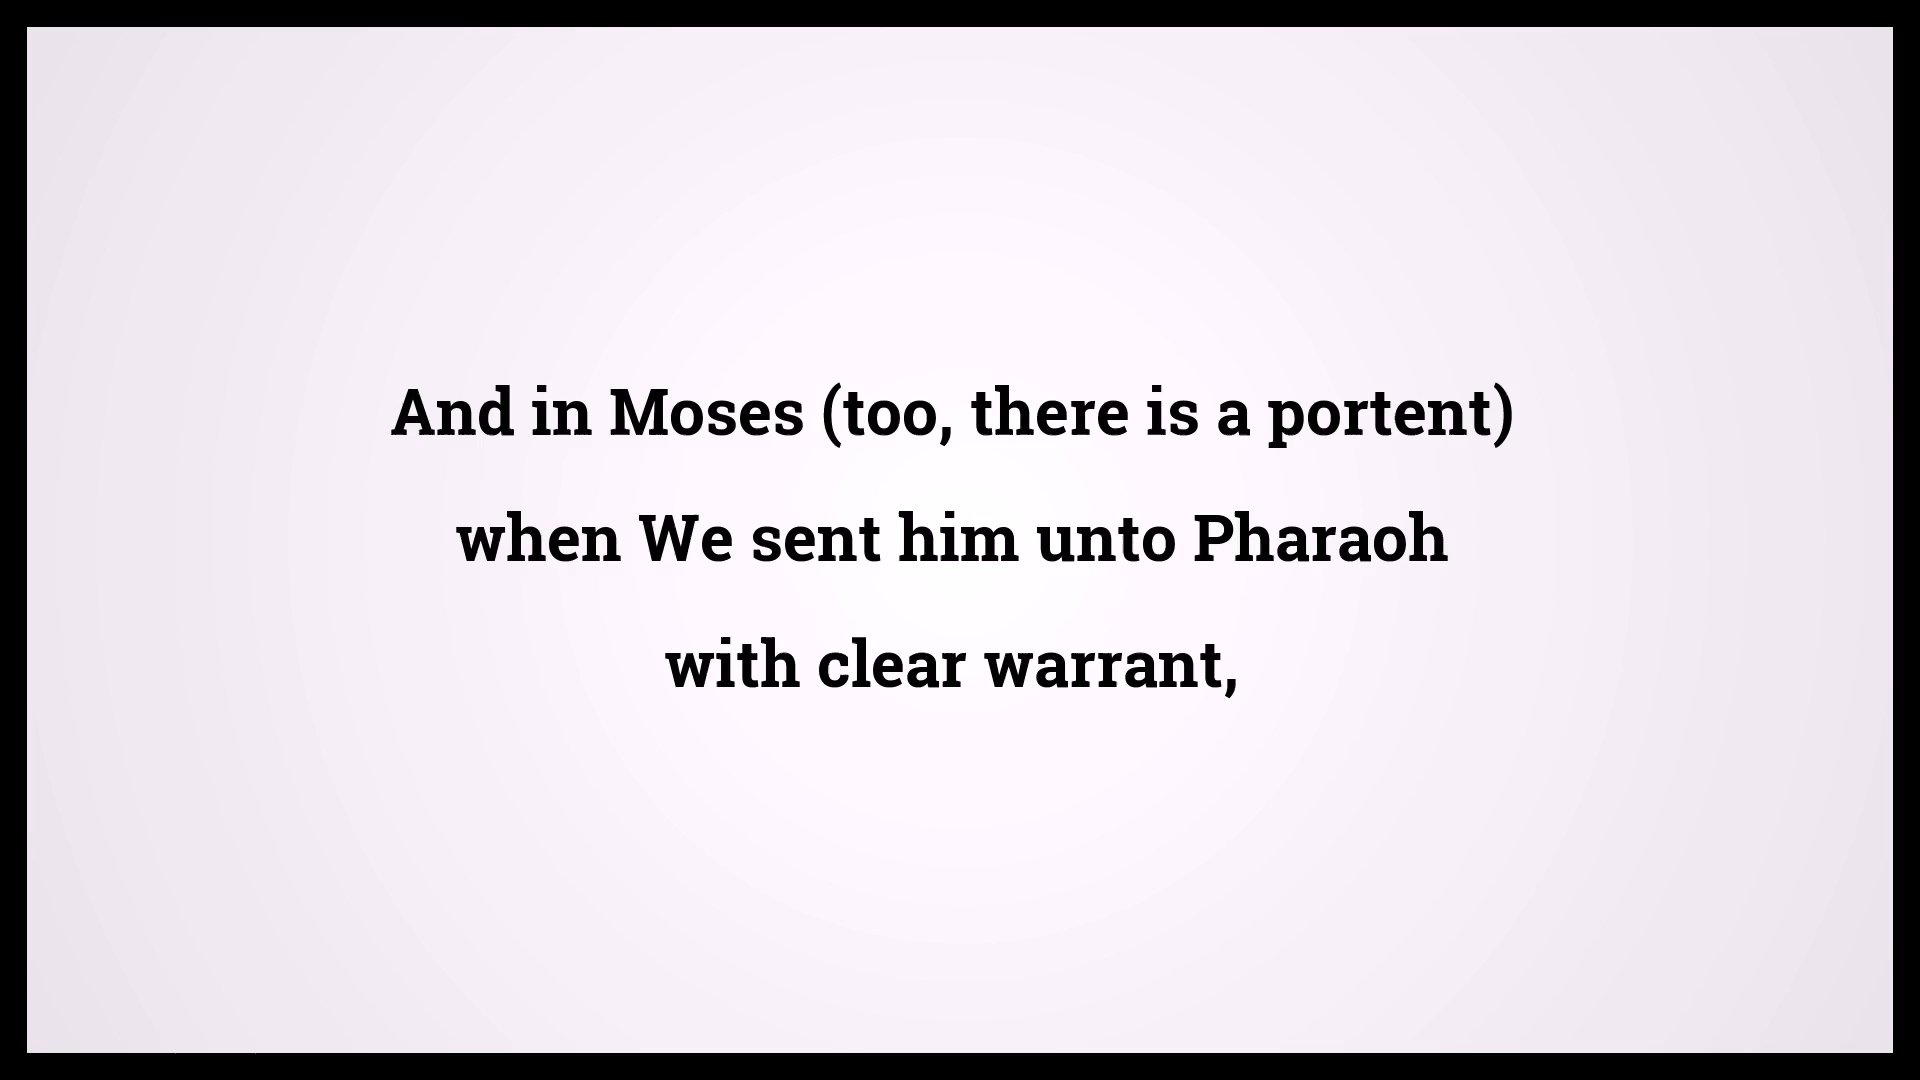 And in Moses (too, there is a portent)
when We sent him unto Pharaoh
with clear warrant,